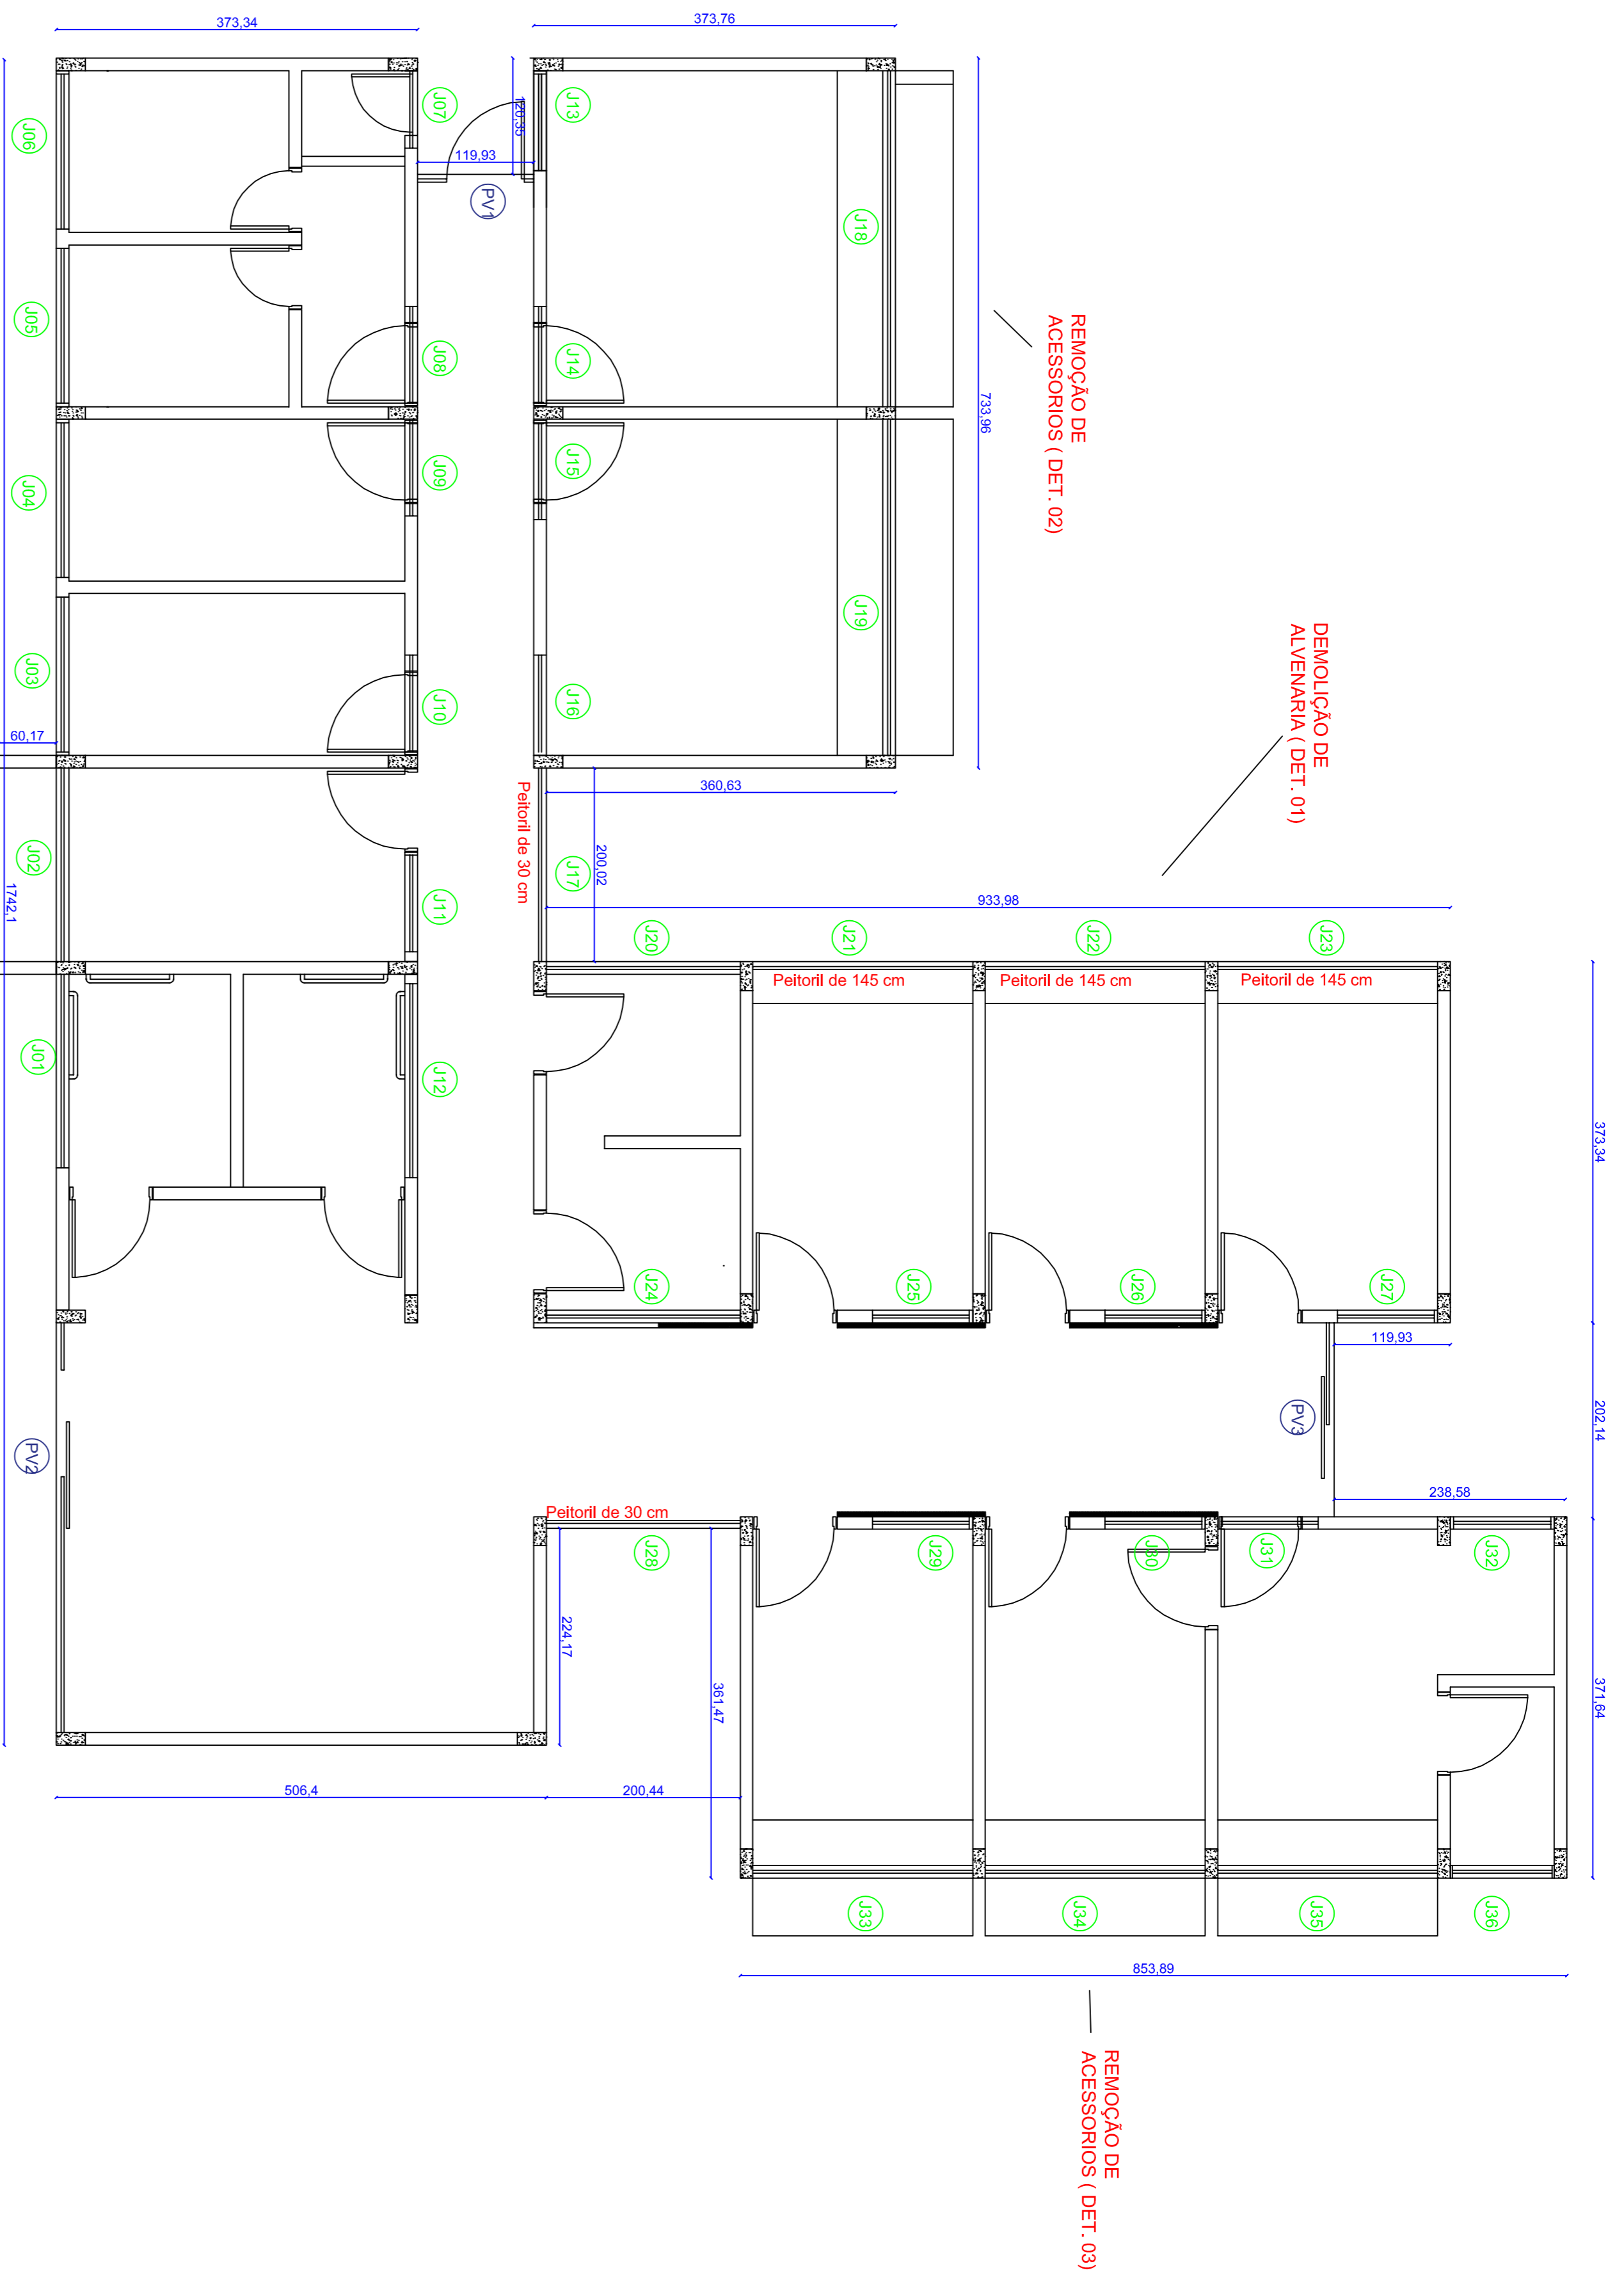 373,34
373,76
J06
J07
120,35
J13
119,93
PV1
J18
REMOÇÃO DE
ACESSORIOS ( DET. 02)
733,96
J05
J08
J14
J04
J09
J15
J19
DEMOLIÇÃO DE
ALVENARIA ( DET. 01)
J03
J10
J16
60,17
360,63
Peitoril de 30 cm
J02
J11
J17
200,02
1742,1
933,98
J20
J21
J22
J23
Peitoril de 145 cm
Peitoril de 145 cm
Peitoril de 145 cm
373,34
J01
J12
J24
J25
J26
J27
119,93
202,14
PV2
PV3
238,58
Peitoril de 30 cm
J28
J29
J30
J31
J32
224,17
361,47
371,64
506,4
200,44
J33
J34
J35
J36
853,89
REMOÇÃO DE
ACESSORIOS ( DET. 03)